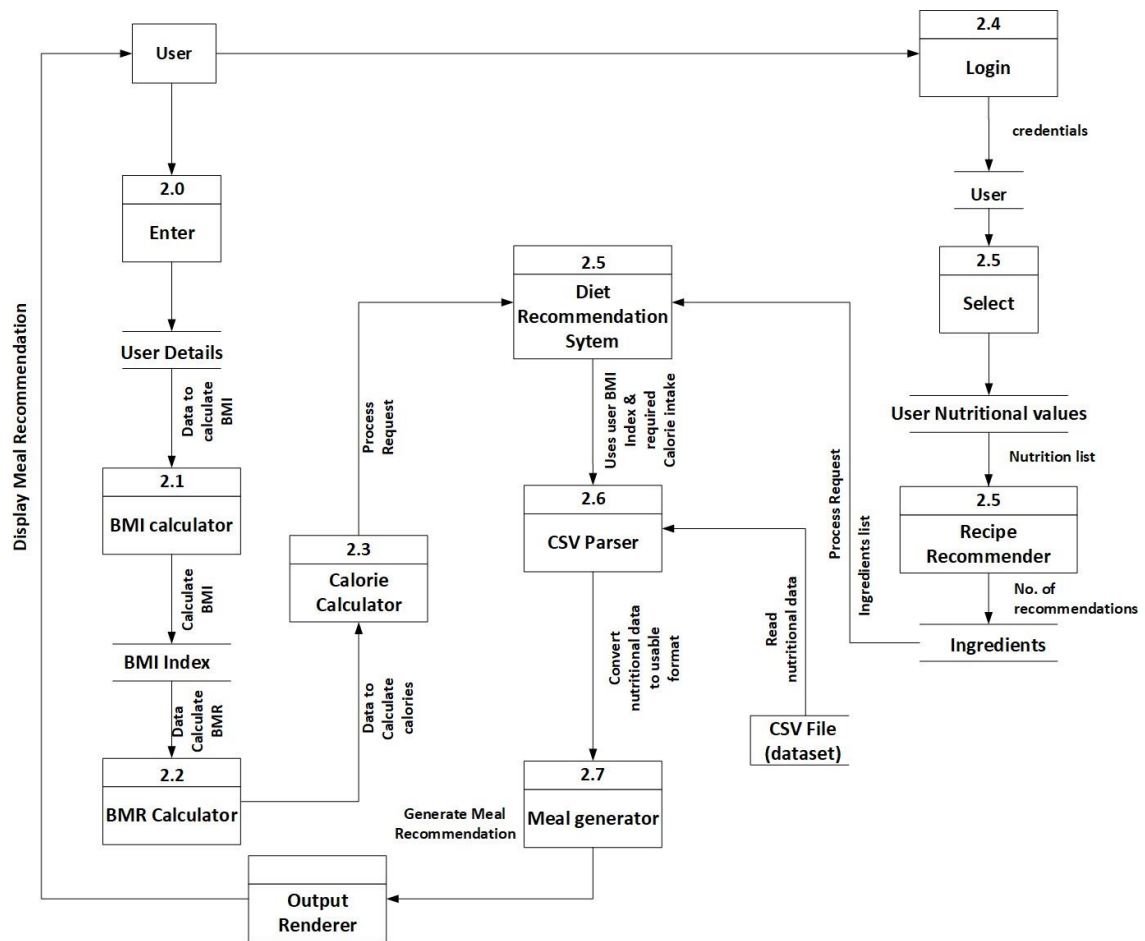 User
2.4
Login
credentials
User
2.0
Enter
2.5
Select
2.5
Diet
Recommendation
Sytem
User Details
Data to
calculate
BMI
Process
Request
Uses user BMI
Index &
required
Calorie intake
User Nutritional values
Nutrition list
Display Meal Recommendation
2.1
BMI calculator
2.6
CSV Parser
2.5
Recipe
Recommender
Process Request
Ingredients list
2.3
Calorie
Calculator
Calculate
BMI
No. of
recommendations
BMI Index
Ingredients
Convert
nutritional data
to usable
format
Read
nutritional data
Data
Calculate
BMR
Data to
Calculate
calories
CSV File
(dataset)
2.2
BMR Calculator
2.7
Meal generator
Generate Meal
Recommendation
Output
Renderer